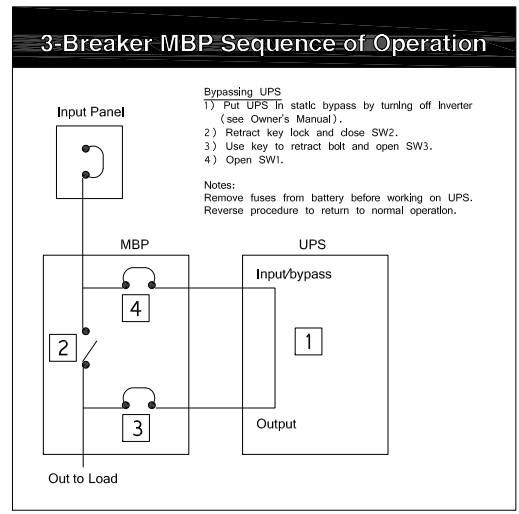 3-Breaker MBP Sequence of Operation
Bypassing UPS
1) Put UPS in static bypass by turning off Inverter
(see Owner's Manual).
2) Retract key lock and close SW2.
3) Use key to retract bolt and open SW3.
4) Open SW1.
Notes:
Remove fuses from battery before working on UPS.
Reverse procedure to return to normal operation.
Input Panel
MBP
UPS
Input/bypass
4
2
1
3
Output
Out to Load